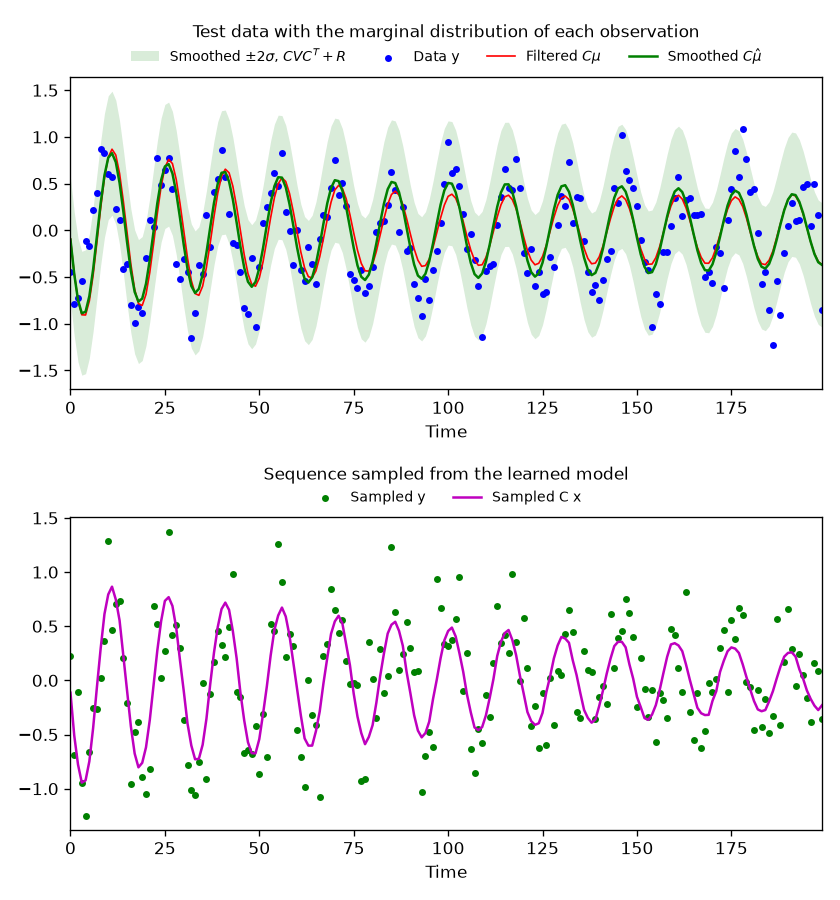 Test data with the marginal distribution of each observation
Smoothed ±2σ, CVCᵀ + R Data y Filtered Cμ Smoothed Cμ̂
1.5
1.0
0.5
0.0
−0.5
−1.0
−1.5
0 25 50 75 100 125 150 175
Time
Sequence sampled from the learned model
Sampled y Sampled C x
1.5
1.0
0.5
0.0
−0.5
−1.0
0 25 50 75 100 125 150 175
Time